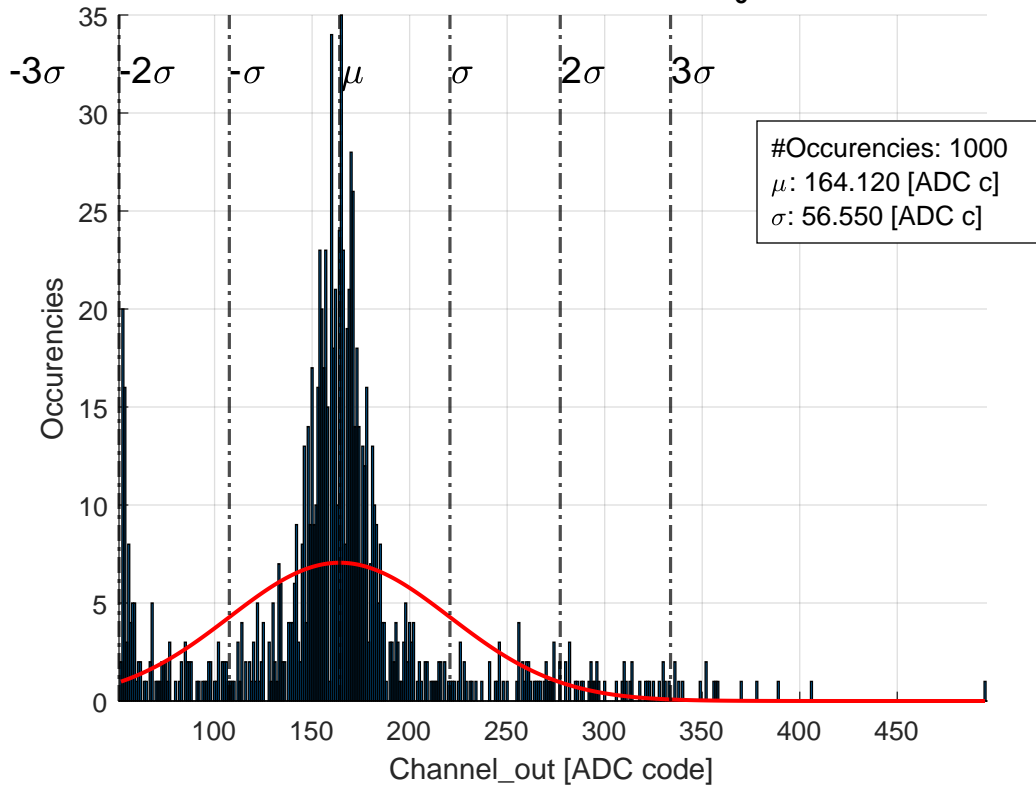 35
-3σ -2σ -σ μ σ 2σ 3σ
30
#Occurencies: 1000
μ: 164.120 [ADC c]
σ: 56.550 [ADC c]
25
20
15
10
5
0
Occurencies
100 150 200 250 300 350 400 450
Channel_out [ADC code]